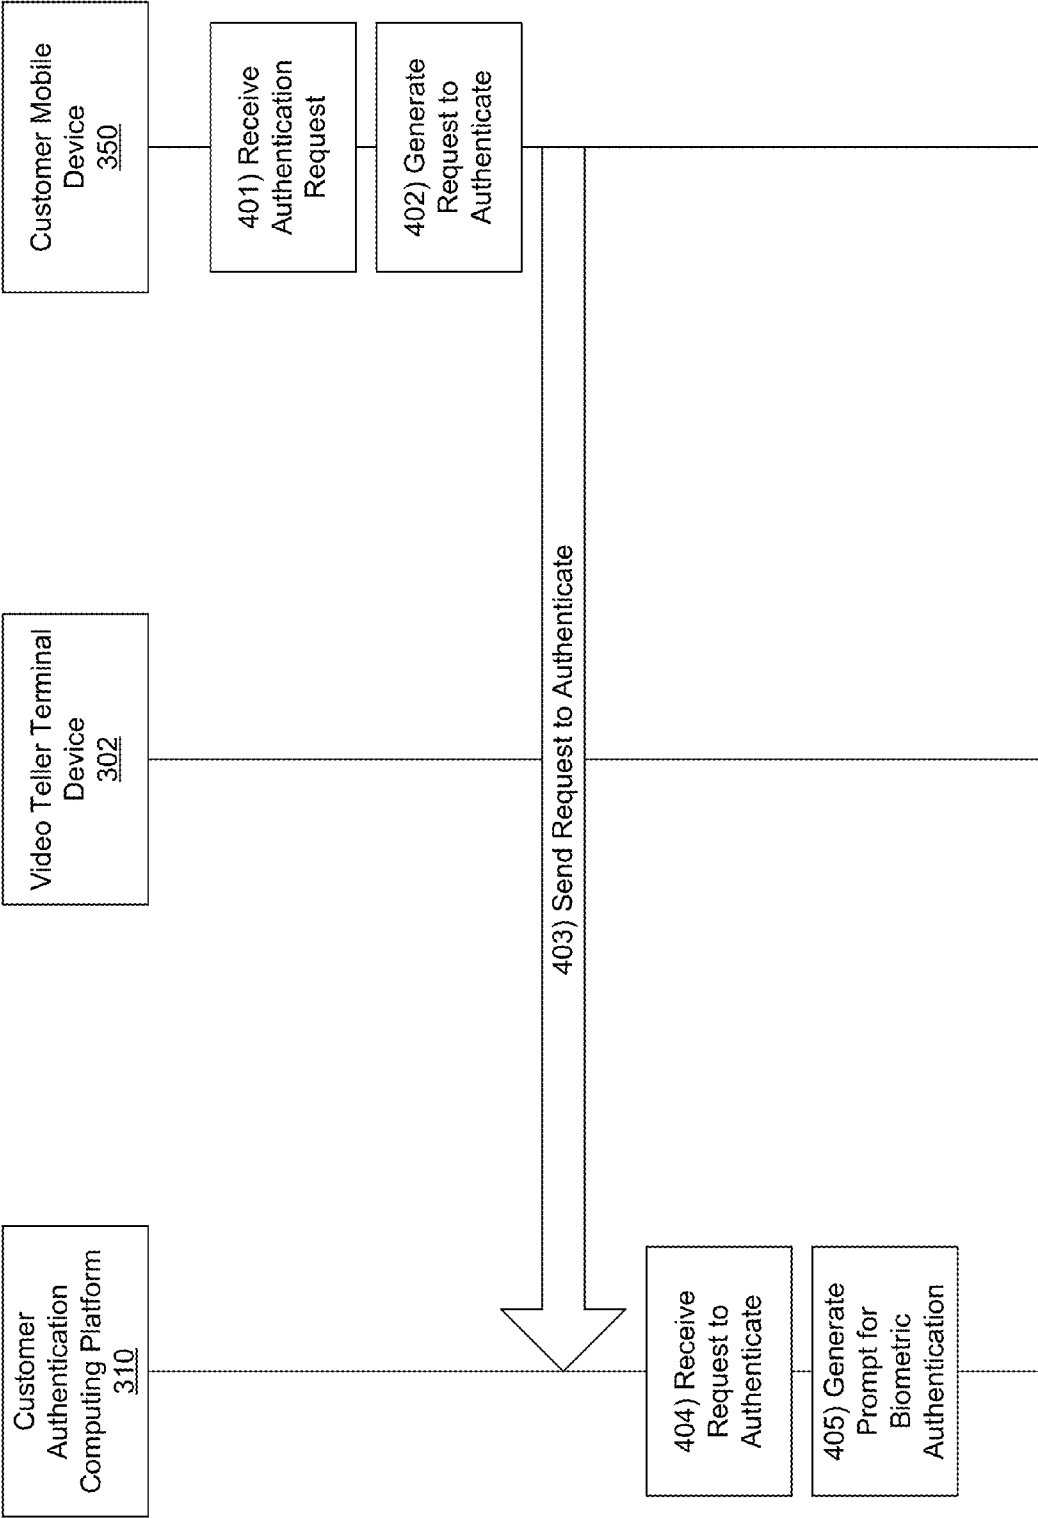 Customer
Authentication
Computing Platform
310
Video Teller Terminal
Device
302
Customer Mobile
Device
350
401) Receive
Authentication
Request
402) Generate
Request to
Authenticate
403) Send Request to Authenticate
404) Receive
Request to
Authenticate
405) Generate
Prompt for
Biometric
Authentication